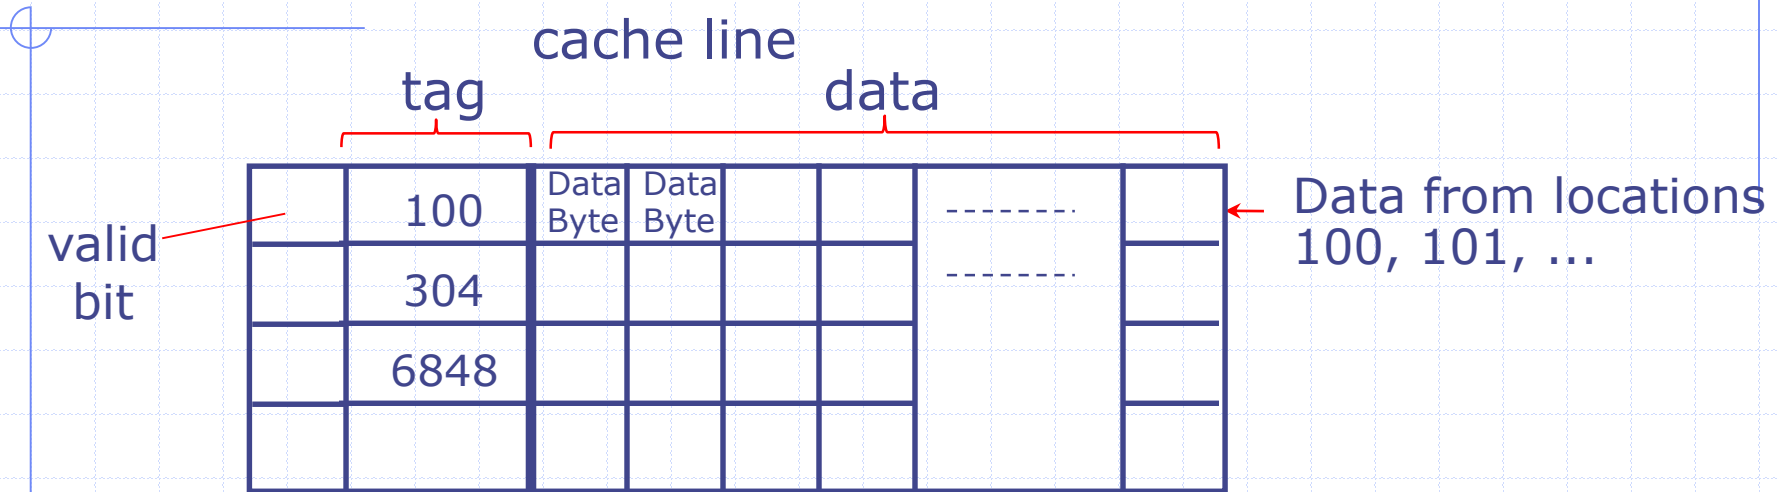 cache line
tag
data
valid
bit
100
Data
Byte
Data
Byte
Data from locations
100, 101, ...
304
6848